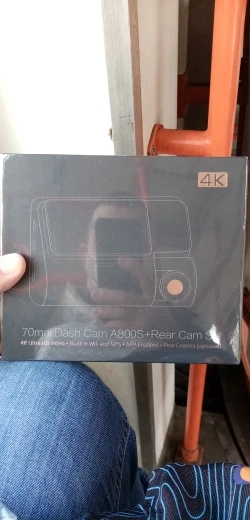 4K
70mai Dash Cam A800S+Rear Cam Set
4K Ultra HD Video • Built-in Wifi and GPS • APP Enabled • Rear Camera (optional)